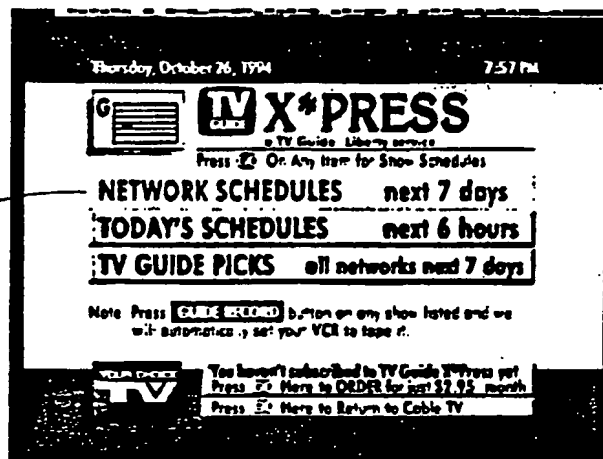 Thursday, October 26, 1994 7:57 PM
G TV GUIDE X*PRESS
a TV Guide Liberty service
Press OK On Any Item for Show Schedules
NETWORK SCHEDULES next 7 days
TODAY'S SCHEDULES next 6 hours
TV GUIDE PICKS all networks next 7 days
Note Press GUIDE RECORD button on any show listed and we
will automatically set your VCR to tape it.
You haven't subscribed to TV Guide X*Press yet
TV Press Here to ORDER for just $2.95 month
Press Here to Return to Cable TV